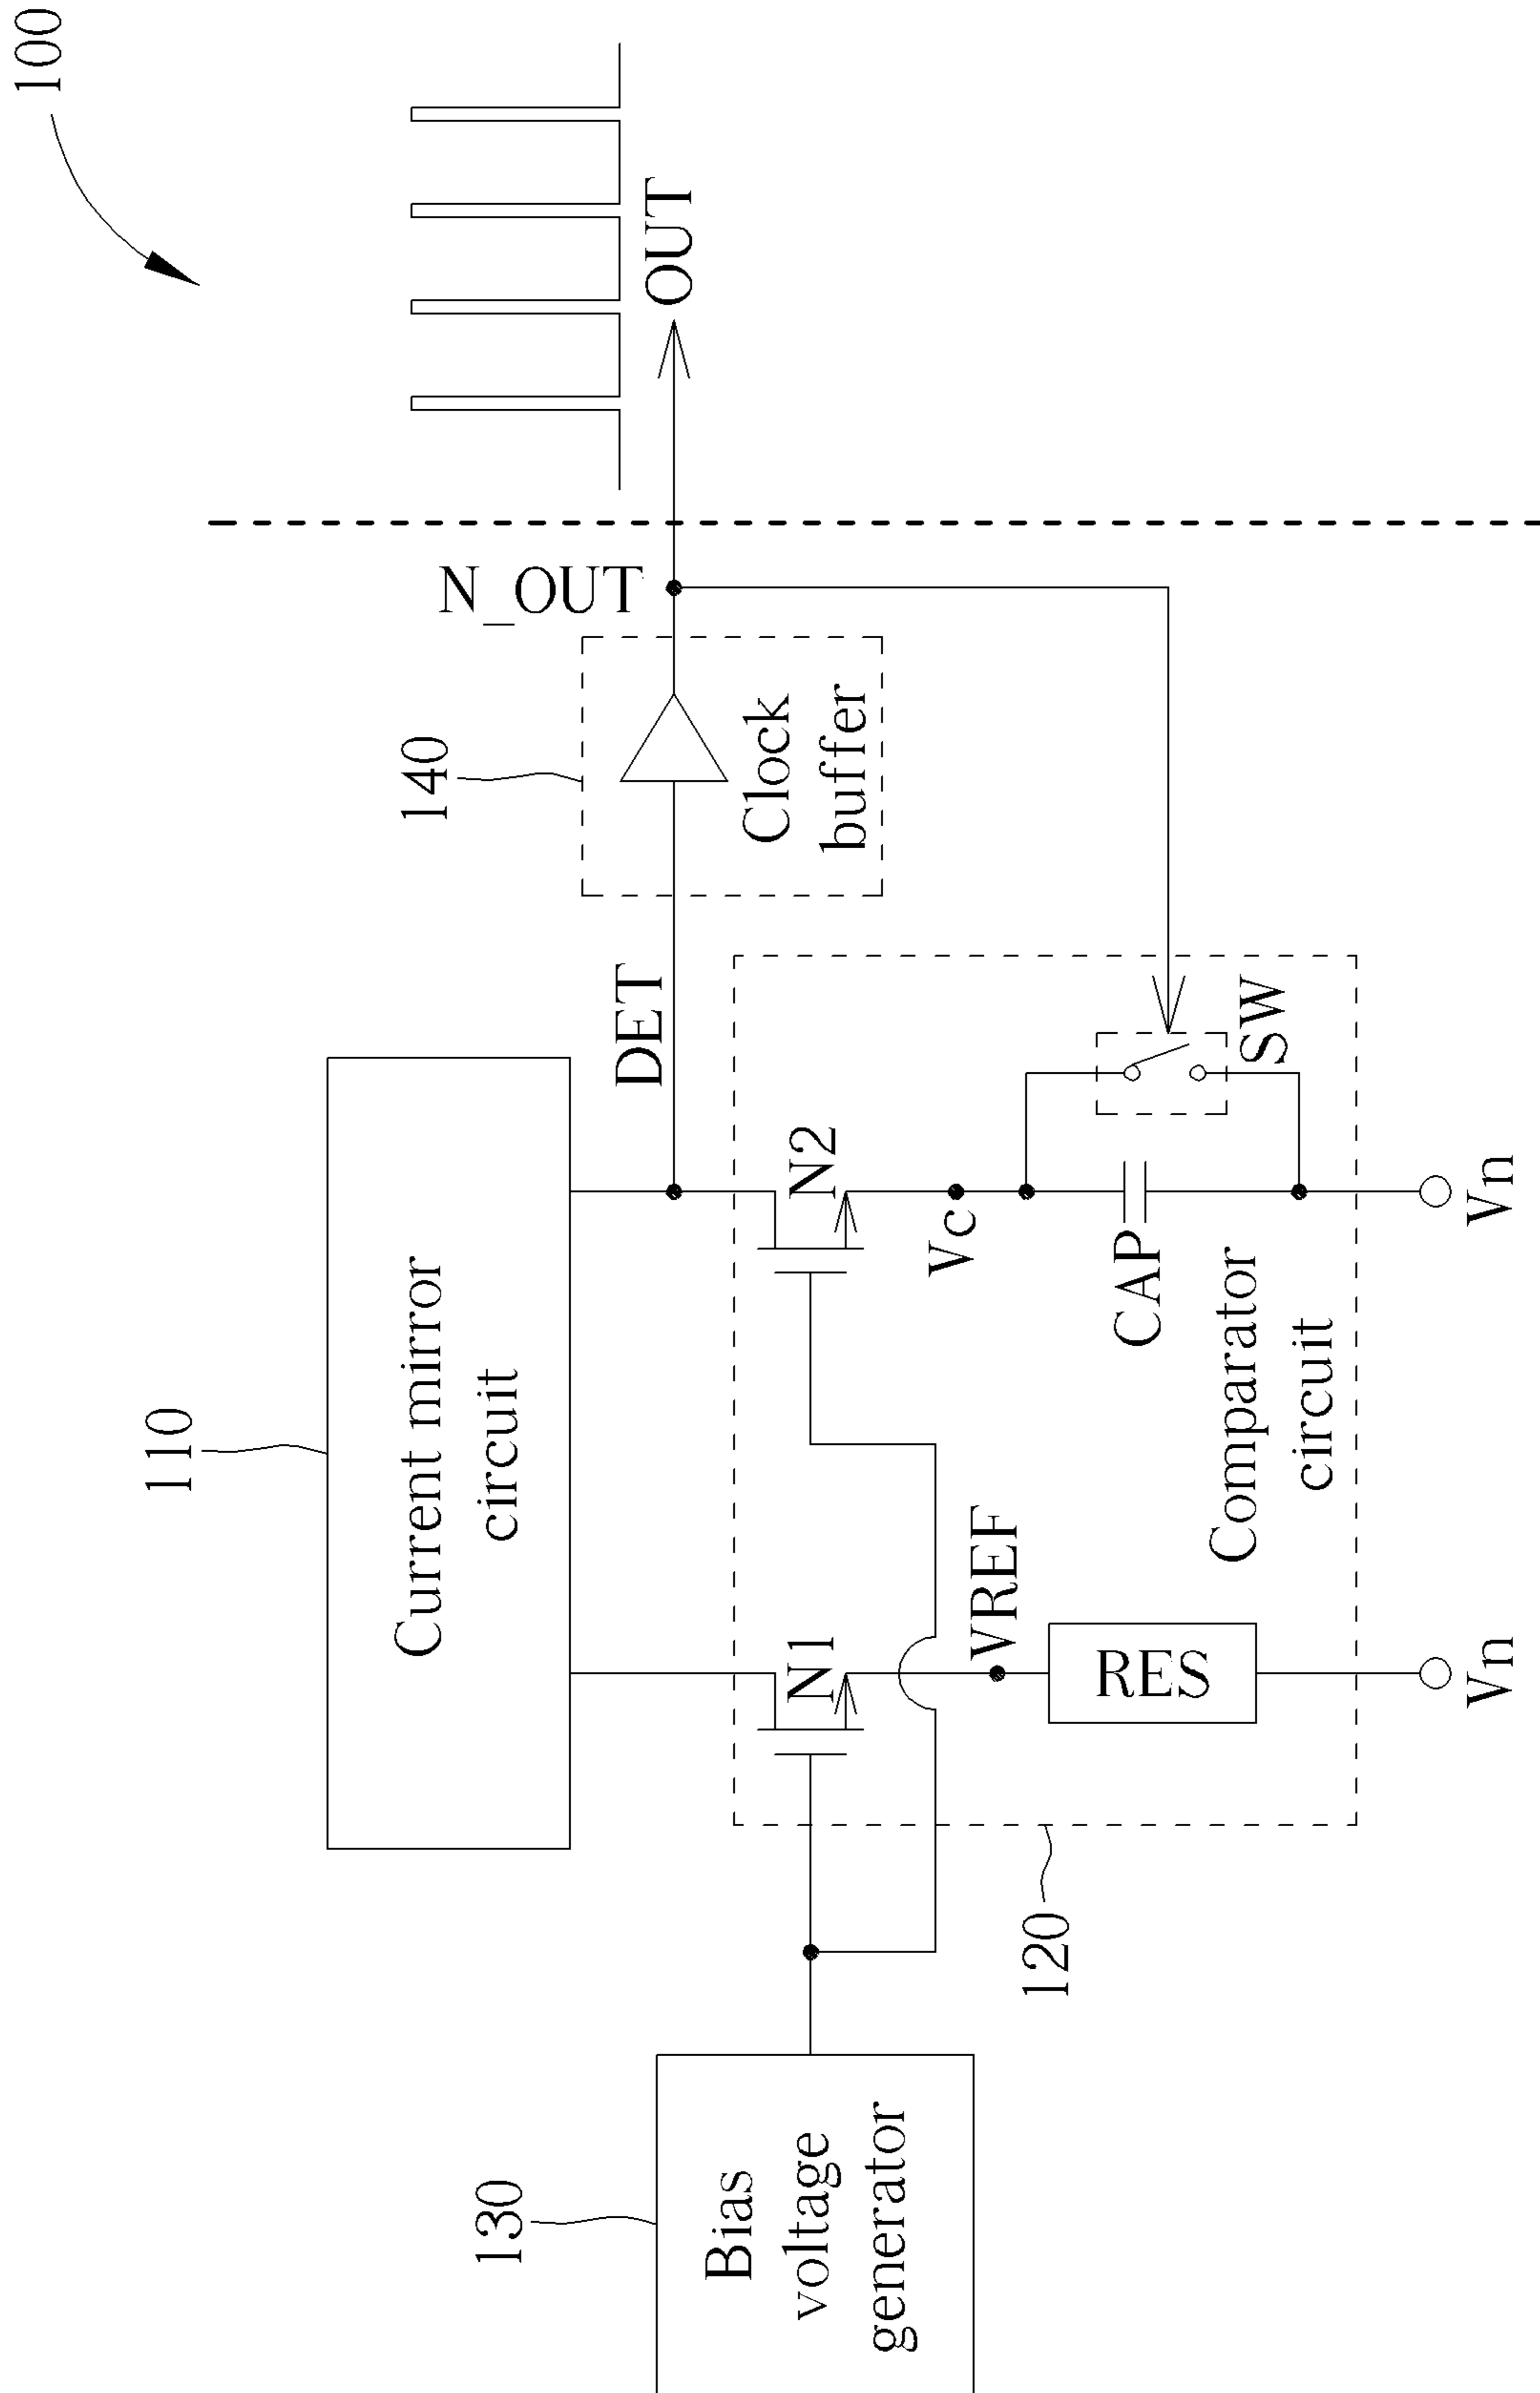 100
110
Current mirror
circuit
140
Clock
buffer
N_OUT
OUT
DET
130
Bias
voltage
generator
120
N1
N2
VREF
Vc
RES
CAP
SW
Comparator
circuit
Vn
Vn